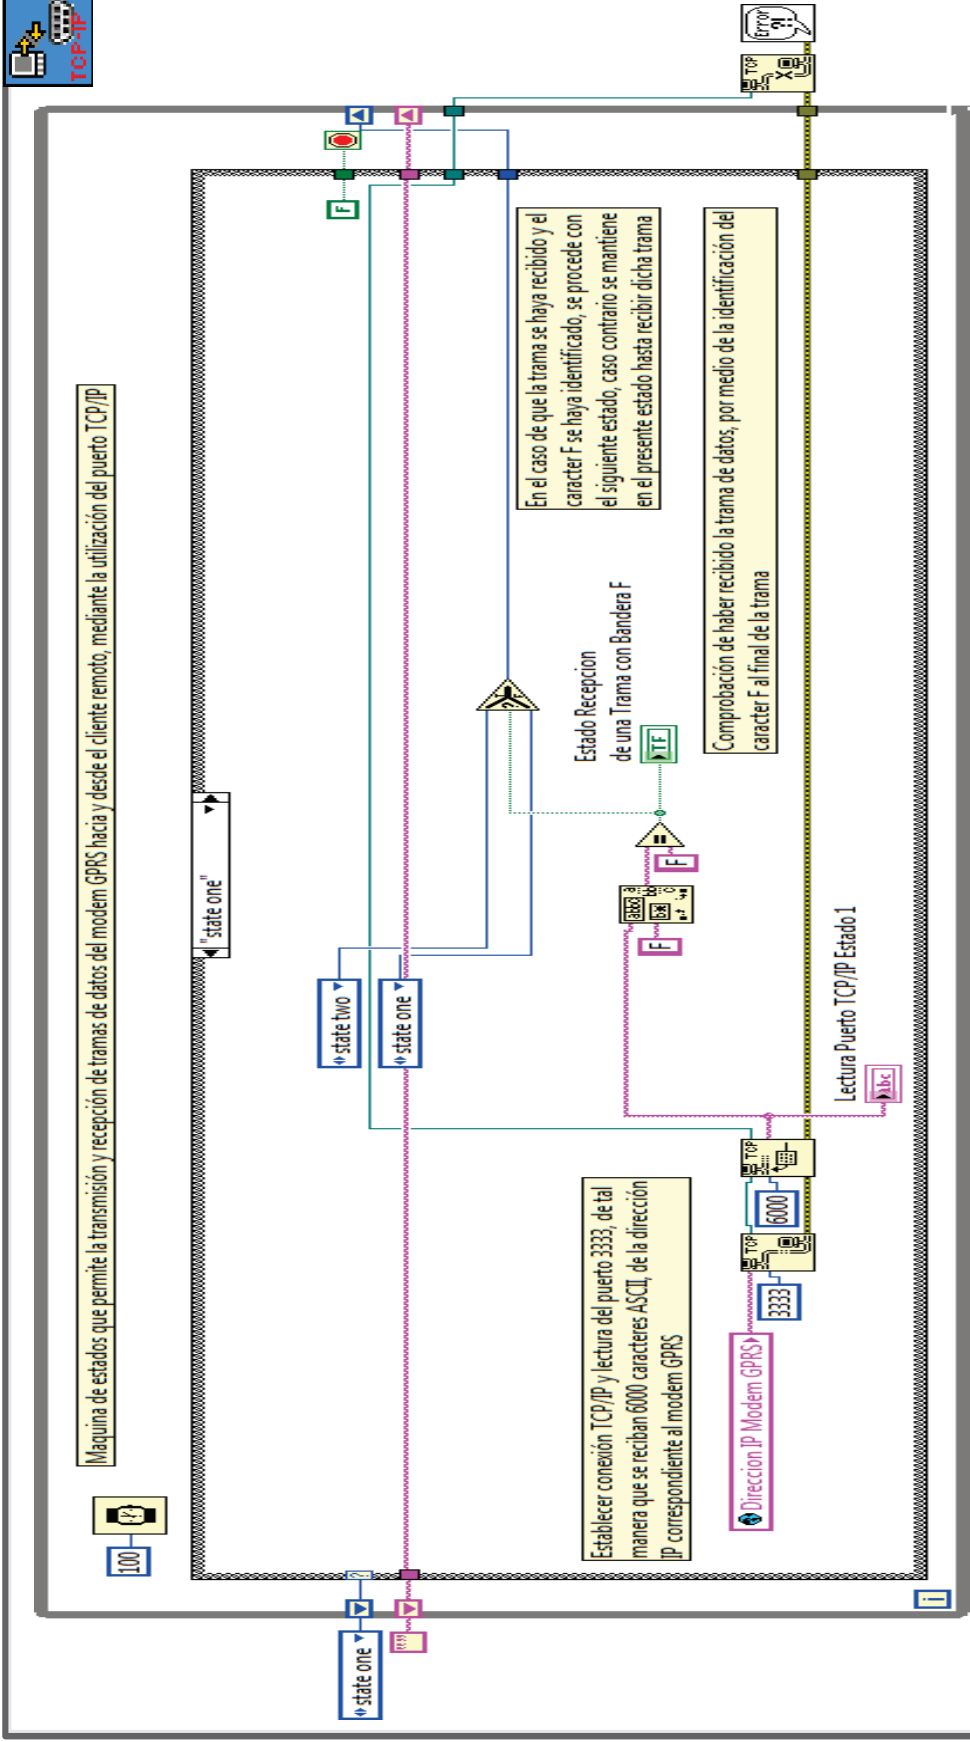 TCP-IP
Maquina de estados que permite la transmisión y recepción de tramas de datos del modem GPRS hacia y desde el cliente remoto, mediante la utilización del puerto TCP/IP
100
"state one"
state one
""
state two
state one
F
Establecer conexión TCP/IP y lectura del puerto 3333, de tal
manera que se reciban 6000 caracteres ASCII, de la dirección
IP correspondiente al modem GPRS
Direccion IP Modem GPRS
3333
TCP
6000
TCP
Lectura Puerto TCP/IP Estado 1
abc
F
F
=
Estado Recepcion
de una Trama con Bandera F
TF
En el caso de que la trama se haya recibido y el
caracter F se haya identificado, se procede con
el siguiente estado, caso contrario se mantiene
en el presente estado hasta recibir dicha trama
Comprobación de haber recibido la trama de datos, por medio de la identificación del
caracter F al final de la trama
TCP
Error
?!
i